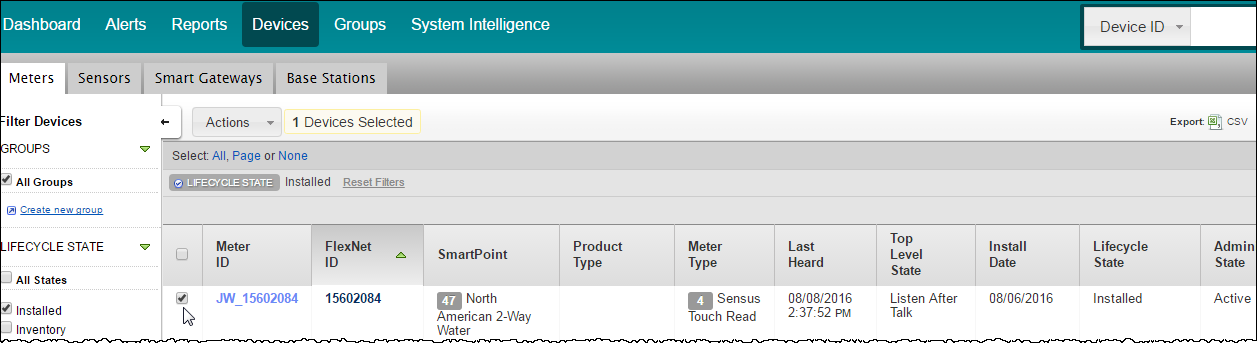 Dashboard Alerts Reports Devices Groups System Intelligence Device ID
Meters Sensors Smart Gateways Base Stations
Filter Devices
GROUPS
All Groups
Create new group
LIFECYCLE STATE
All States
Installed
Inventory
Actions 1 Devices Selected Export: CSV
Select: All, Page or None
LIFECYCLE STATE Installed Reset Filters
Meter ID FlexNet ID SmartPoint Product Type Meter Type Last Heard Top Level State Install Date Lifecycle State Admin State
JW_15602084 15602084 47 North 4 Sensus 08/08/2016 Listen After 08/06/2016 Installed Active
American 2-Way Touch Read 2:37:52 PM Talk
Water